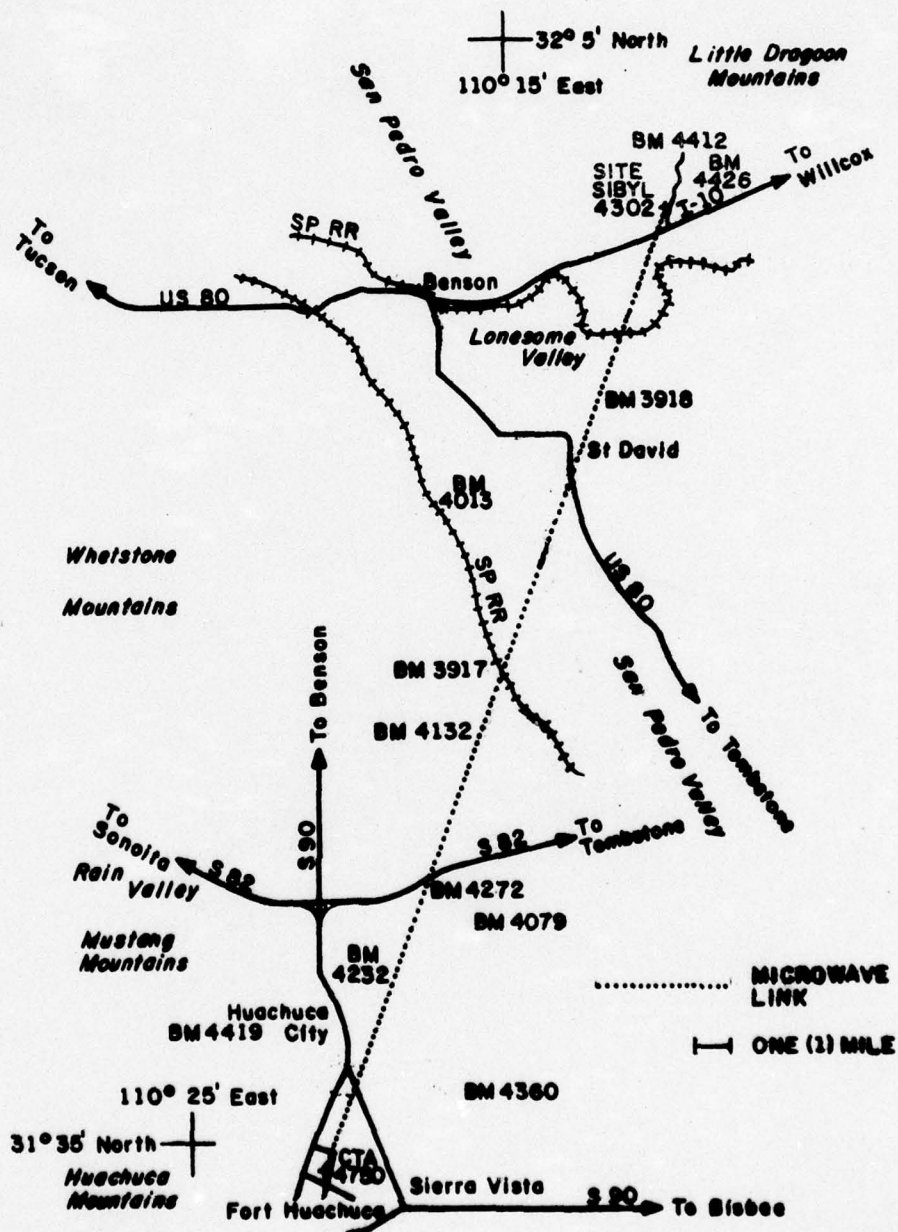 32° 5' North
110° 15' East
Little Dragoon
Mountains
San Pedro Valley
BM 4412
BM
4426
SITE
SIBYL
4302
I-10
To
Willcox
SP RR
To
Tucson
US 80
Benson
Lonesome
Valley
BM 3918
St David
BM
4013
Whetstone
Mountains
SP RR
US 80
BM 3917
To Benson
BM 4132
San Pedro Valley
To Tombstone
To
Sonoita
S 90
S 82
To
Tombstone
S 82
Rain
Valley
BM 4272
BM 4079
Mustang
Mountains
BM
4232
MICROWAVE
LINK
Huachuca
City
BM 4419
ONE (1) MILE
110° 25' East
BM 4360
31° 35' North
CTA
4750
Huachuca
Mountains
Sierra Vista
Fort Huachuca
S 90
To Bisbee